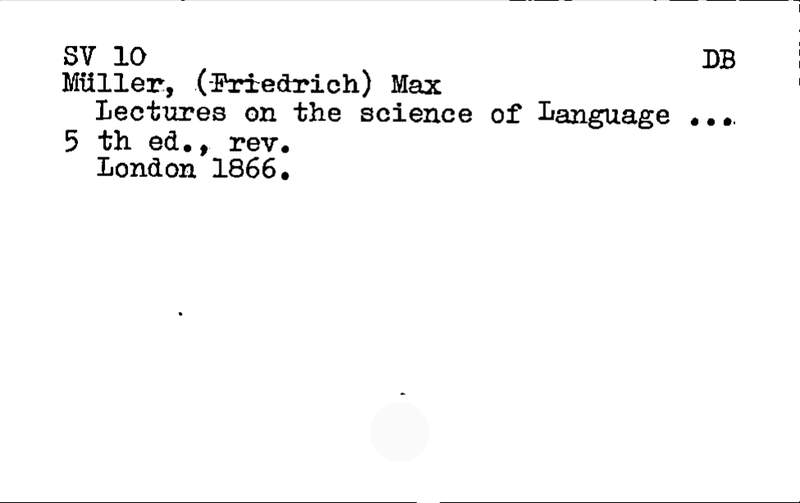 SV 10 DB
Müller, (Friedrich) Max
Lectures on the science of Language ...
5 th ed., rev.
London 1866.